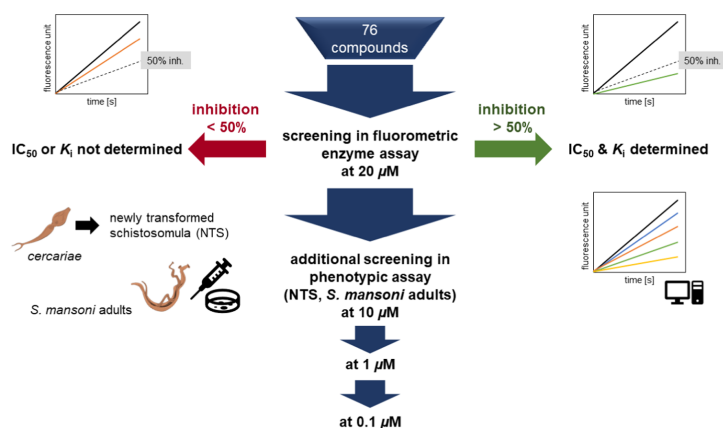 76
compounds
fluorescence unit
50% inh.
time [s]
inhibition
< 50%
IC50 or Ki not determined
screening in fluorometric
enzyme assay
at 20 µM
inhibition
> 50%
fluorescence unit
50% inh.
time [s]
IC50 & Ki determined
newly transformed
schistosomula (NTS)
cercariae
S. mansoni adults
additional screening in
phenotypic assay
(NTS, S. mansoni adults)
at 10 µM
fluorescence unit
time [s]
at 1 µM
at 0.1 µM